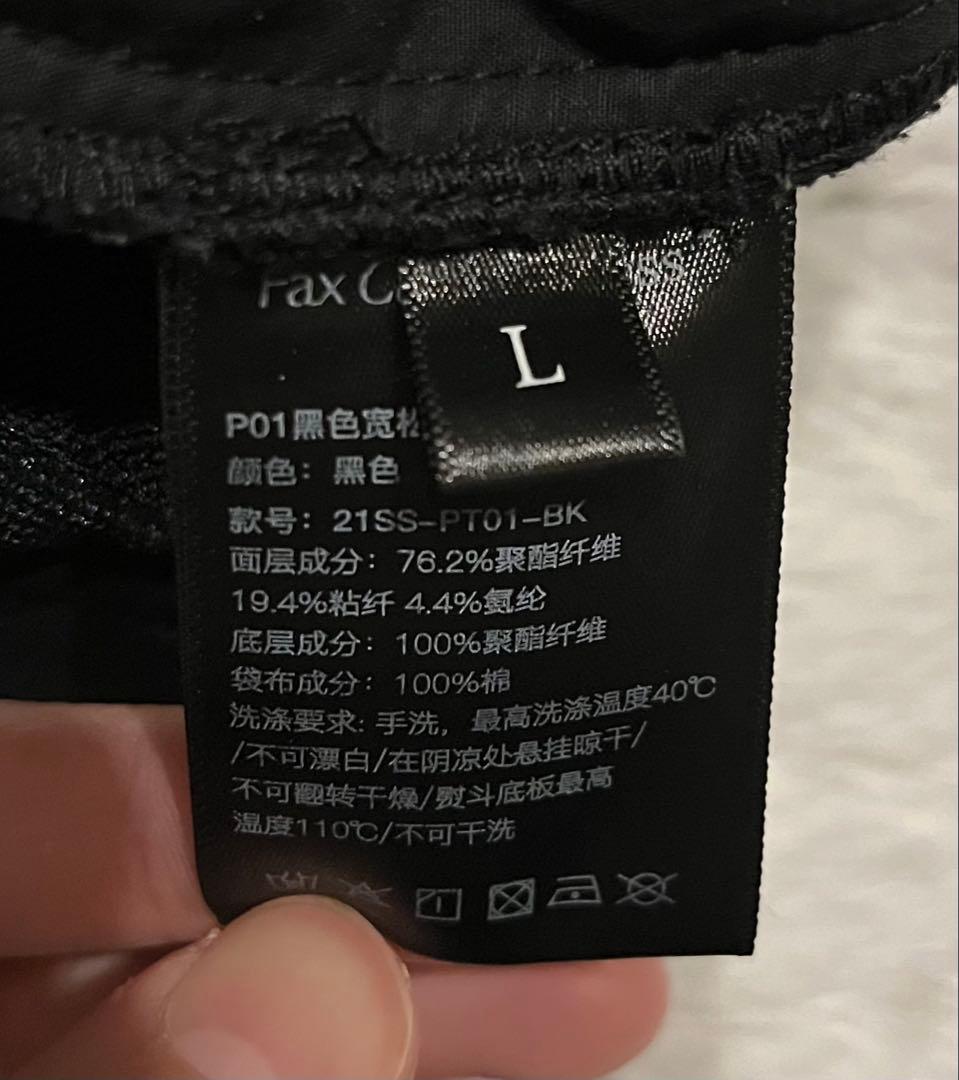 Fax
L
P01黑色宽松
颜色：黑色
款号：21SS-PT01-BK
面层成分：76.2%聚酯纤维
19.4%粘纤 4.4%氨纶
底层成分：100%聚酯纤维
袋布成分：100%棉
洗涤要求: 手洗，最高洗涤温度40℃
/不可漂白/在阴凉处悬挂晾干/
不可翻转干燥/熨斗底板最高
温度110℃/不可干洗